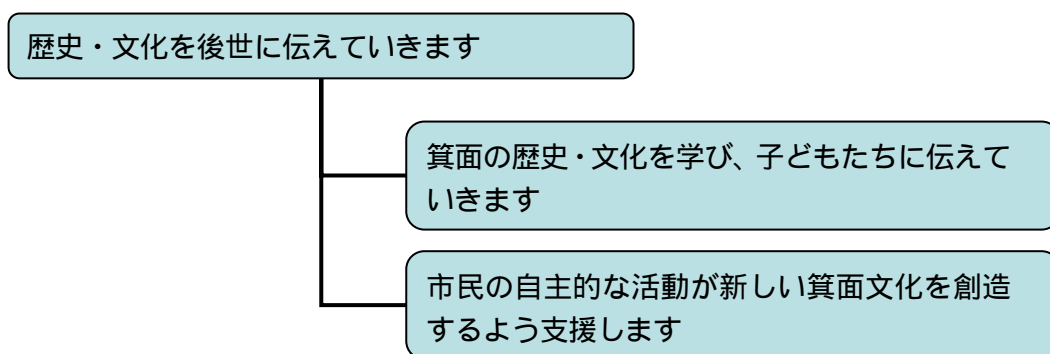 歴史・文化を後世に伝えていきます
箕面の歴史・文化を学び、子どもたちに伝えて
いきます
市民の自主的な活動が新しい箕面文化を創造
するよう支援します